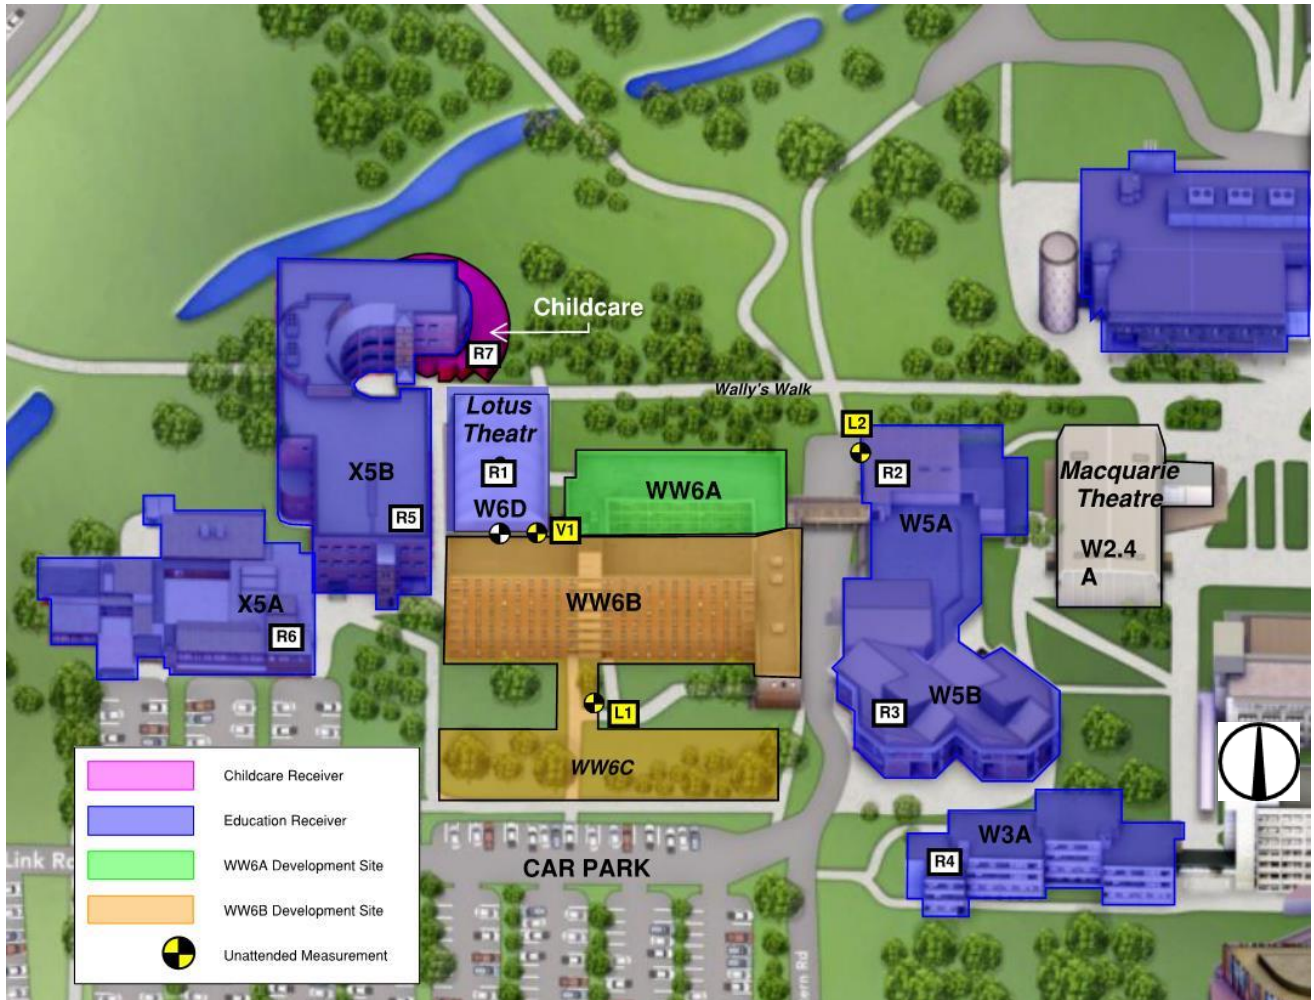 Childcare
R7
Wally's Walk
Lotus
Theatr
L2
R1
R2
X5B
WW6A
Macquarie
Theatre
W6D
R5
V1
W5A
W2.4
A
X5A
WW6B
R6
W5B
R3
L1
WW6C
Childcare Receiver
Education Receiver
WW6A Development Site
WW6B Development Site
Unattended Measurement
W3A
R4
CAR PARK
Link Rd
ern Rd